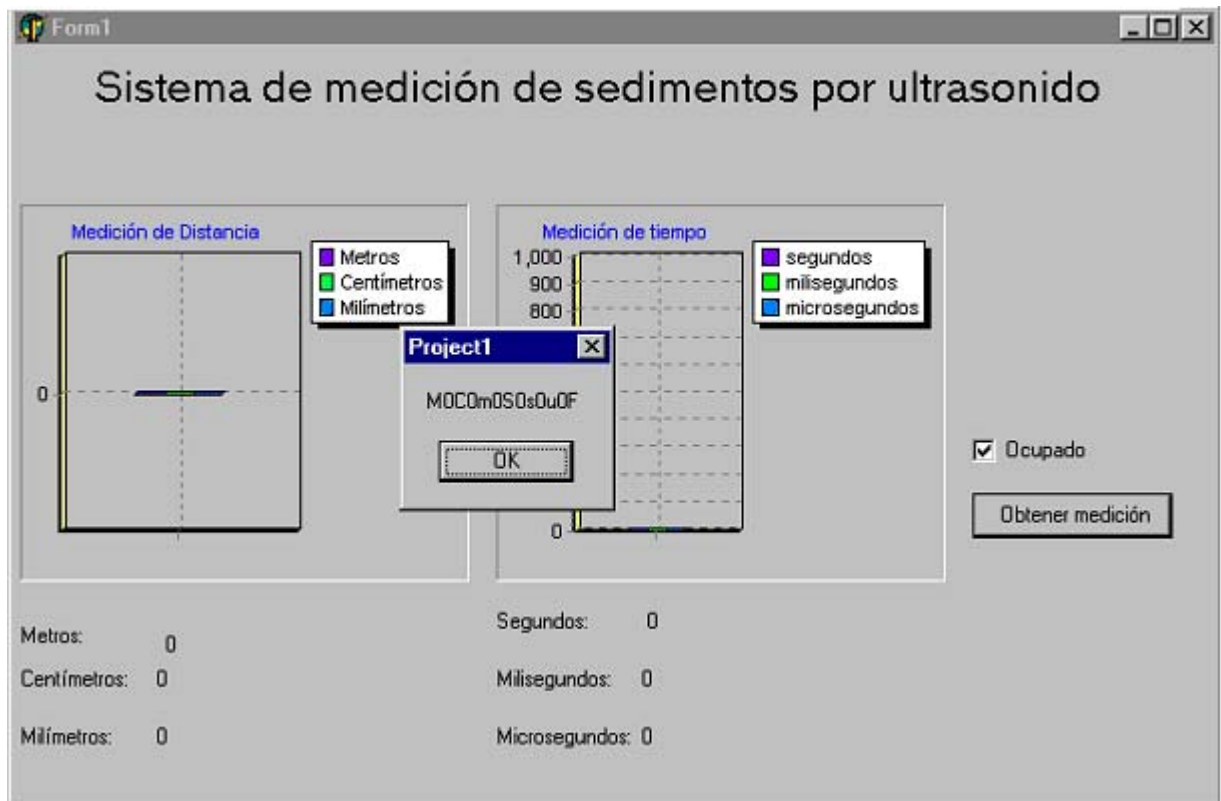 Form1
Sistema de medición de sedimentos por ultrasonido
Medición de Distancia
Metros
Centímetros
Milímetros
0
Medición de tiempo
1,000
900
800
0
segundos
milisegundos
microsegundos
Project1
M0C0m0S0s0u0F
OK
Ocupado
Obtener medición
Metros: 0
Centímetros: 0
Milímetros: 0
Segundos: 0
Milisegundos: 0
Microsegundos: 0